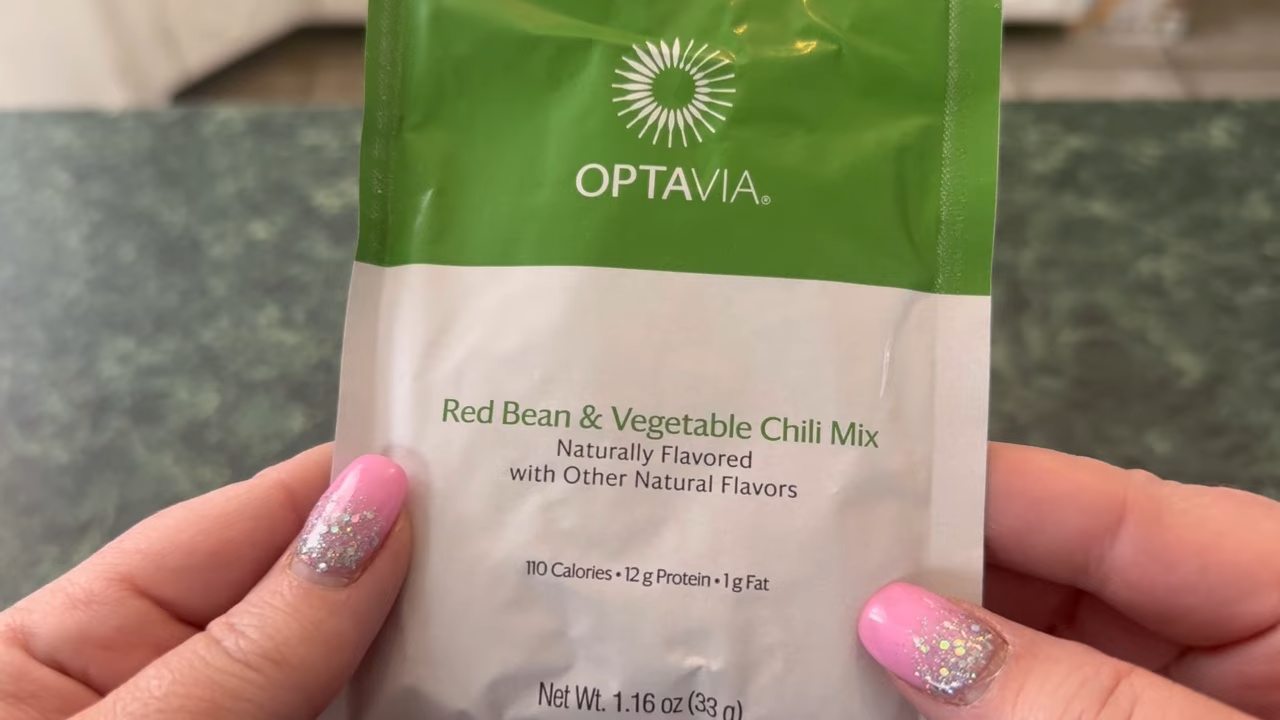 OPTAVIA®
Red Bean & Vegetable Chili Mix
Naturally Flavored
with Other Natural Flavors
110 Calories • 12 g Protein • 1 g Fat
Net Wt. 1.16 oz (33 g)